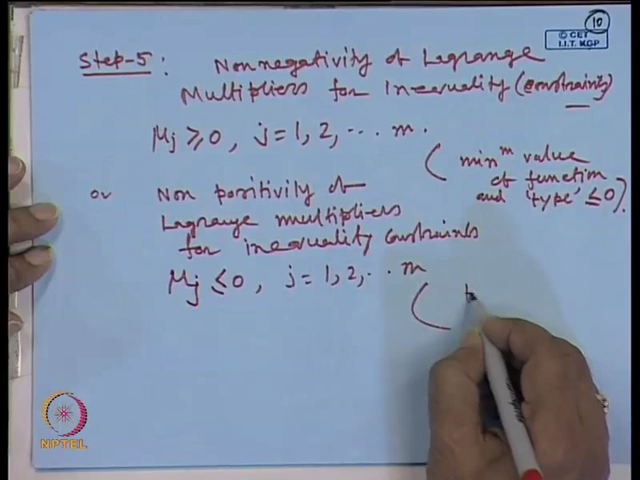 10
© CET
I.I.T. KGP
Step-5: Nonnegativity of Lagrange
Multipliers for Inequality (constraints)
μj ≥ 0, j = 1, 2, ... m.
(min^m value
of function
and 'type' ≤ 0).
or Non positivity of
Lagrange multipliers
for inequality constraints
μj ≤ 0, j = 1, 2, .. m
(
NPTEL